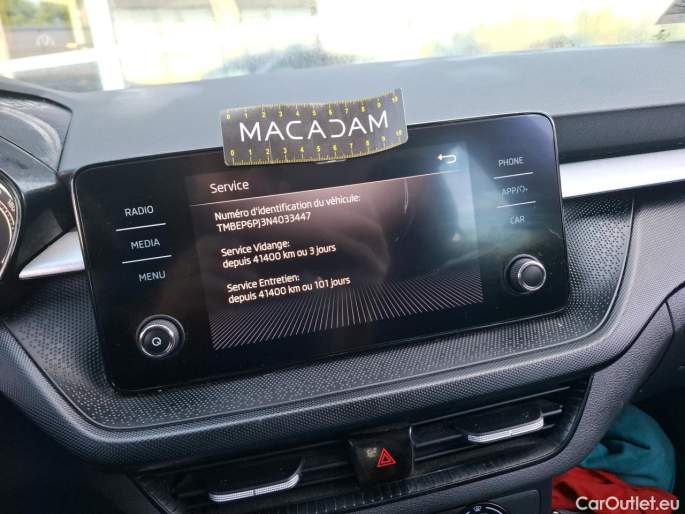 MACADAM
Service
PHONE
RADIO
APP/
MEDIA
CAR
MENU
Numéro d'identification du véhicule:
TMBEP6PJ3N4033447
Service Vidange:
depuis 41400 km ou 3 jours
Service Entretien:
depuis 41400 km ou 101 jours
CarOutlet.eu